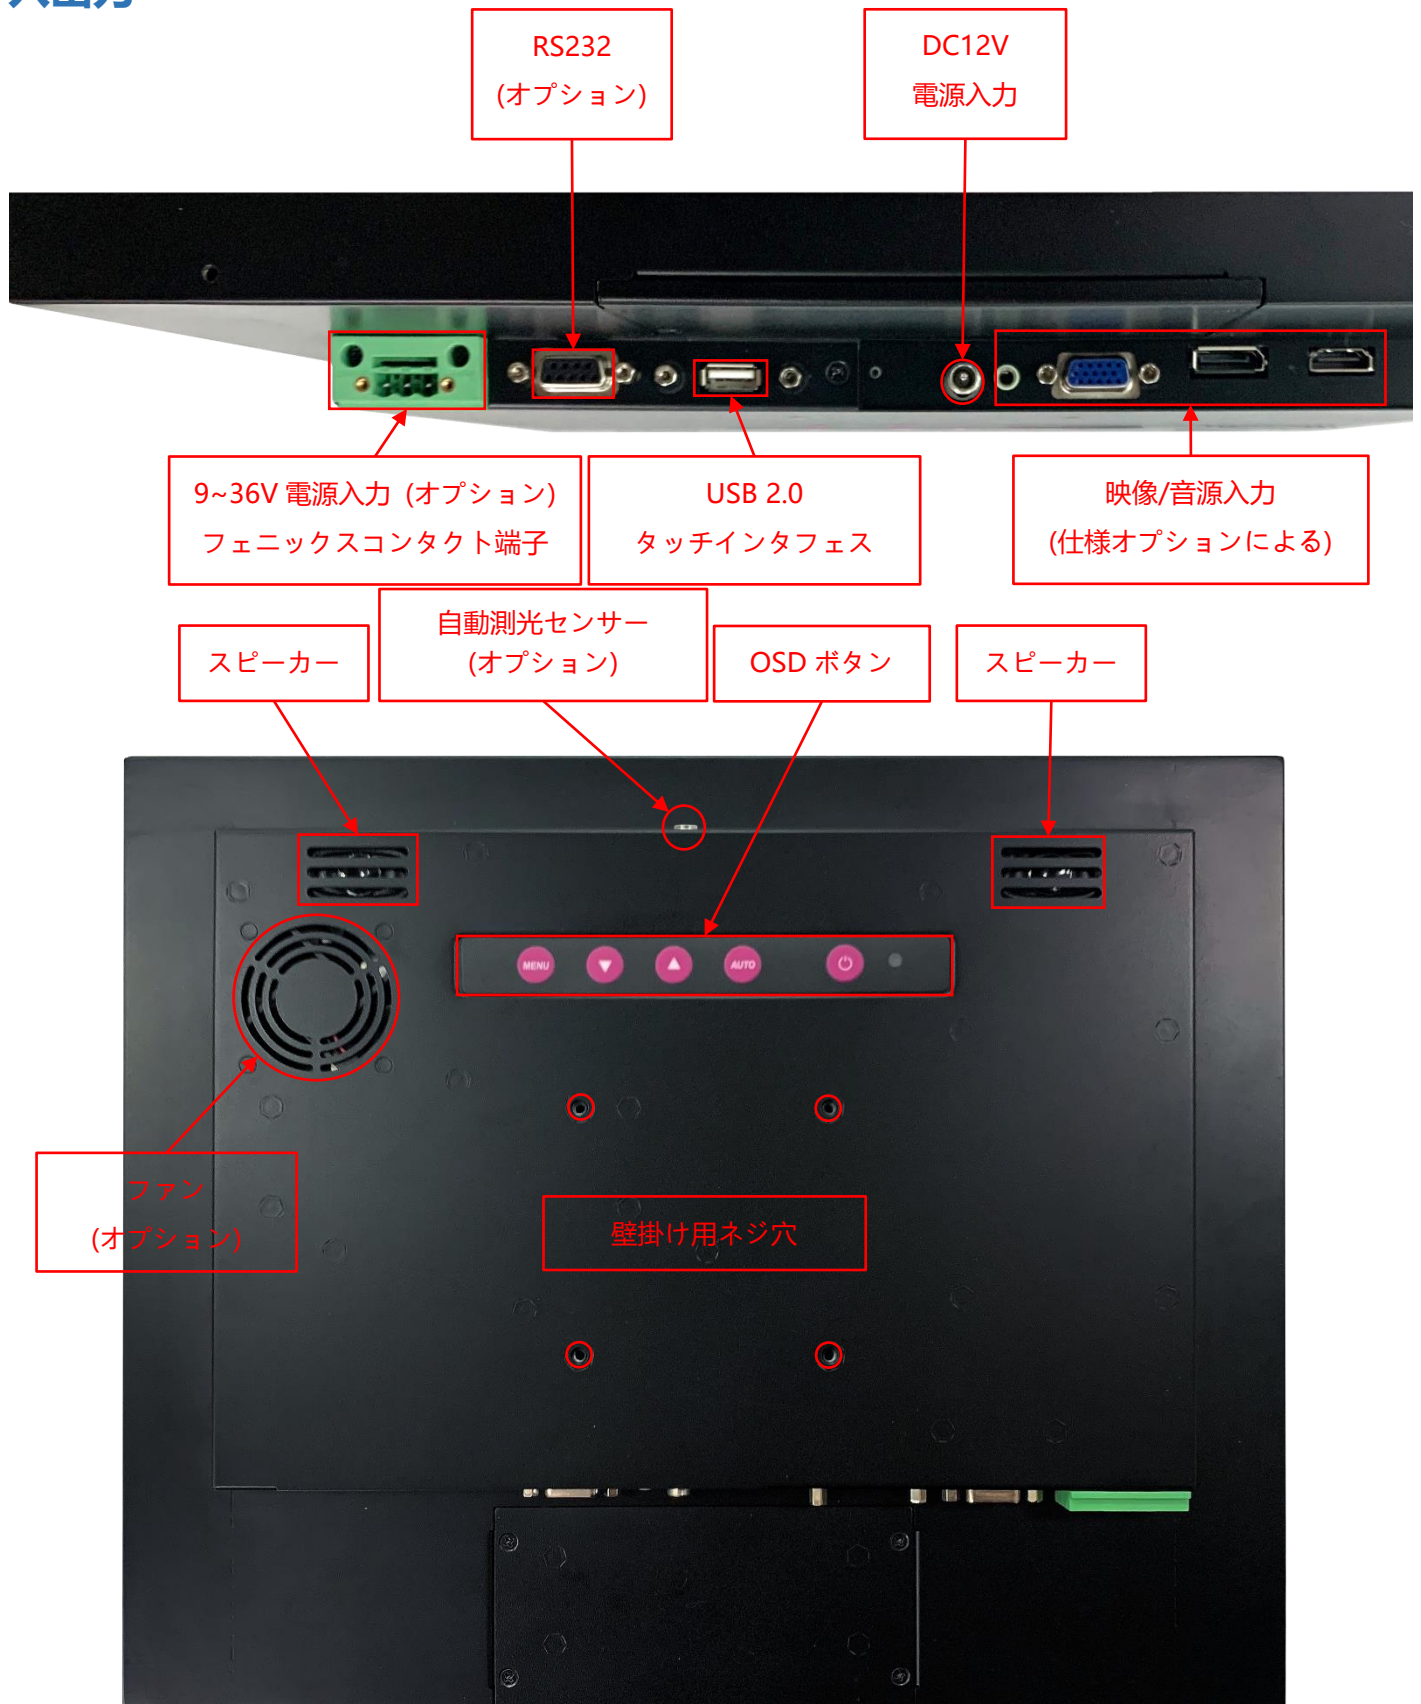 入出力
RS232
(オプション)
DC12V
電源入力
9~36V 電源入力 (オプション)
フェニックスコンタクト端子
USB 2.0
タッチインタフェス
映像/音源入力
(仕様オプションによる)
スピーカー
自動測光センサー
(オプション)
OSD ボタン
スピーカー
MENU
AUTO
ファン
(オプション)
壁掛け用ネジ穴